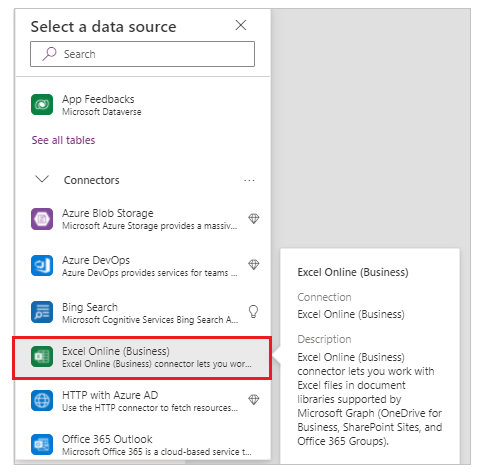 Select a data source
Search
App Feedbacks
Microsoft Dataverse
See all tables
Connectors
Azure Blob Storage
Microsoft Azure Storage provides a massiv...
Azure DevOps
Azure DevOps provides services for teams ...
Bing Search
Microsoft Cognitive Services Bing Search A...
Excel Online (Business)
Excel Online (Business) connector lets you wor...
HTTP with Azure AD
Use the HTTP connector to fetch resources...
Office 365 Outlook
Microsoft Office 365 is a cloud-based service t...
Excel Online (Business)
Connection
Excel Online (Business)
Description
Excel Online (Business)
connector lets you work with
Excel files in document
libraries supported by
Microsoft Graph (OneDrive for
Business, SharePoint Sites, and
Office 365 Groups).